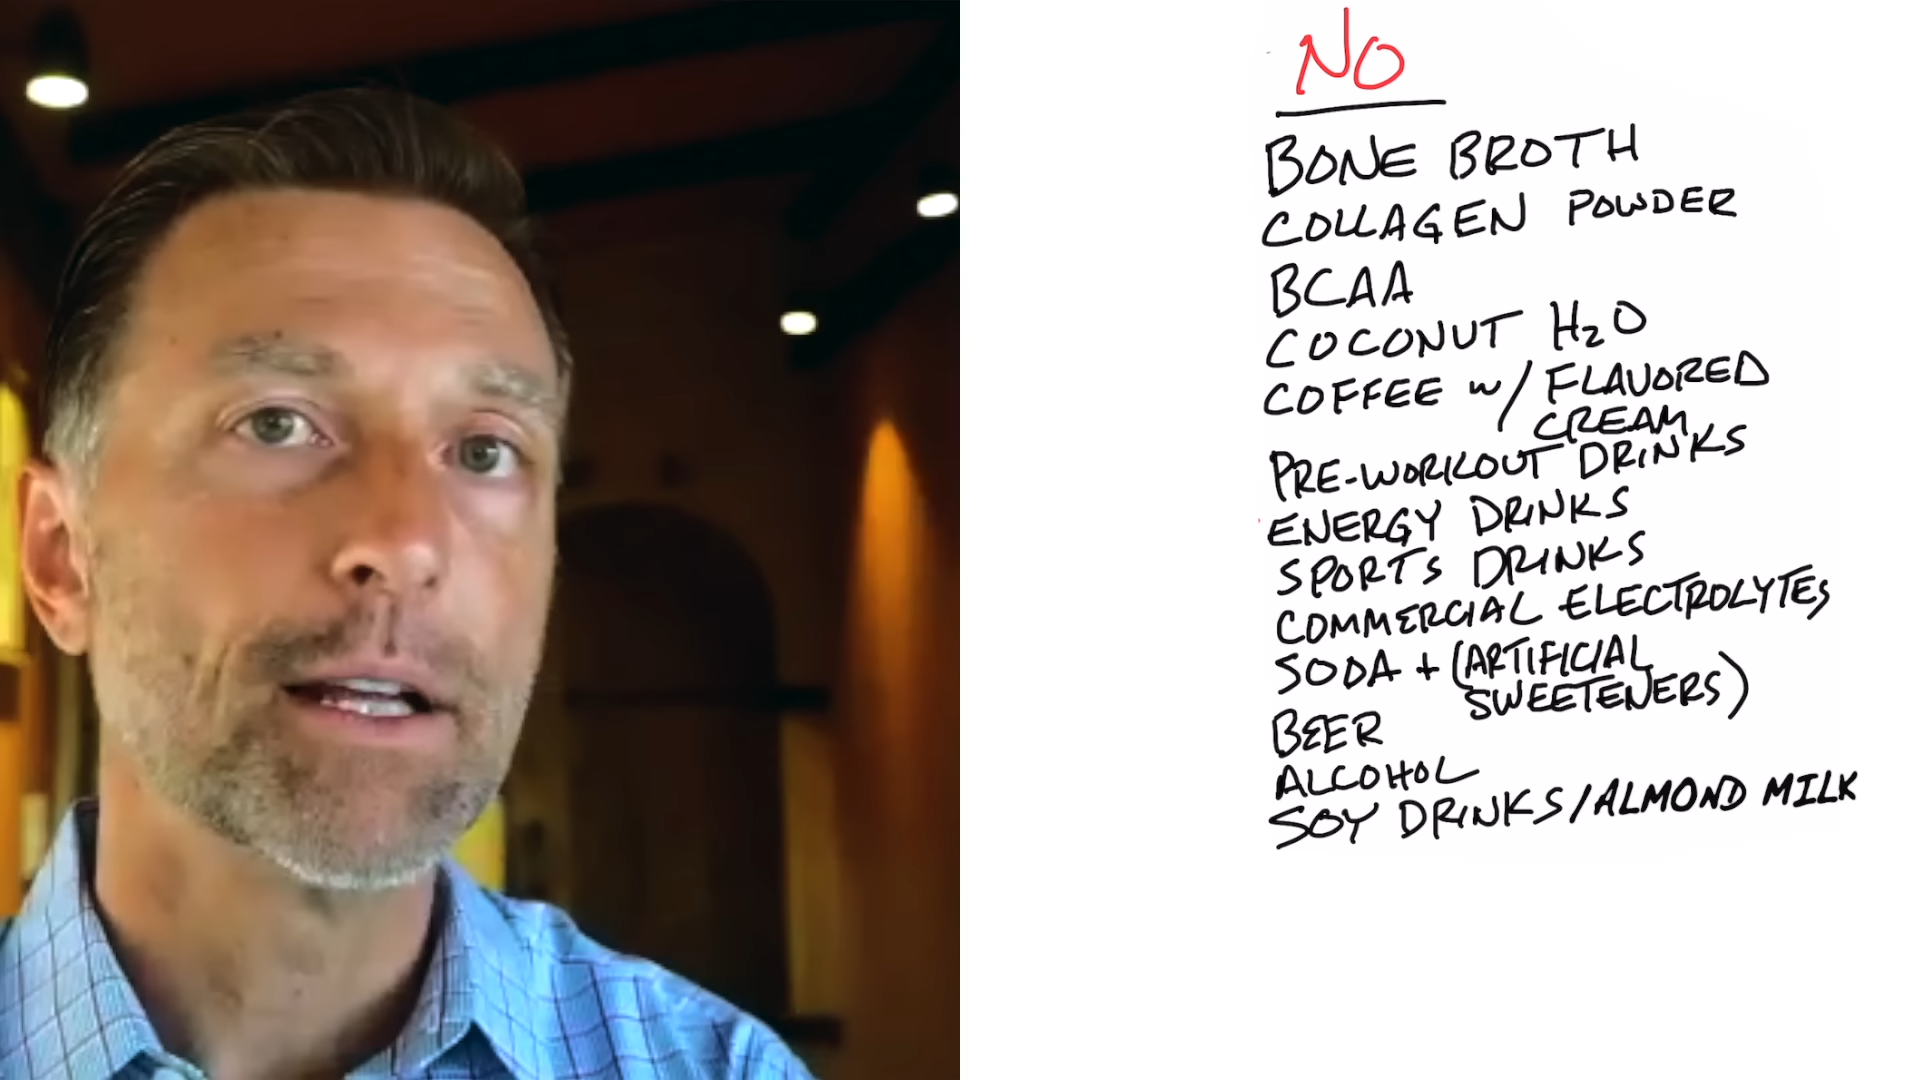 NO
BONE BROTH
COLLAGEN POWDER
BCAA
COCONUT H₂O
COFFEE w/ FLAVORED
CREAM
PRE-WORKOUT DRINKS
ENERGY DRINKS
SPORTS DRINKS
COMMERCIAL ELECTROLYTES
SODA + (ARTIFICIAL
SWEETENERS)
BEER
ALCOHOL
SOY DRINKS/ALMOND MILK